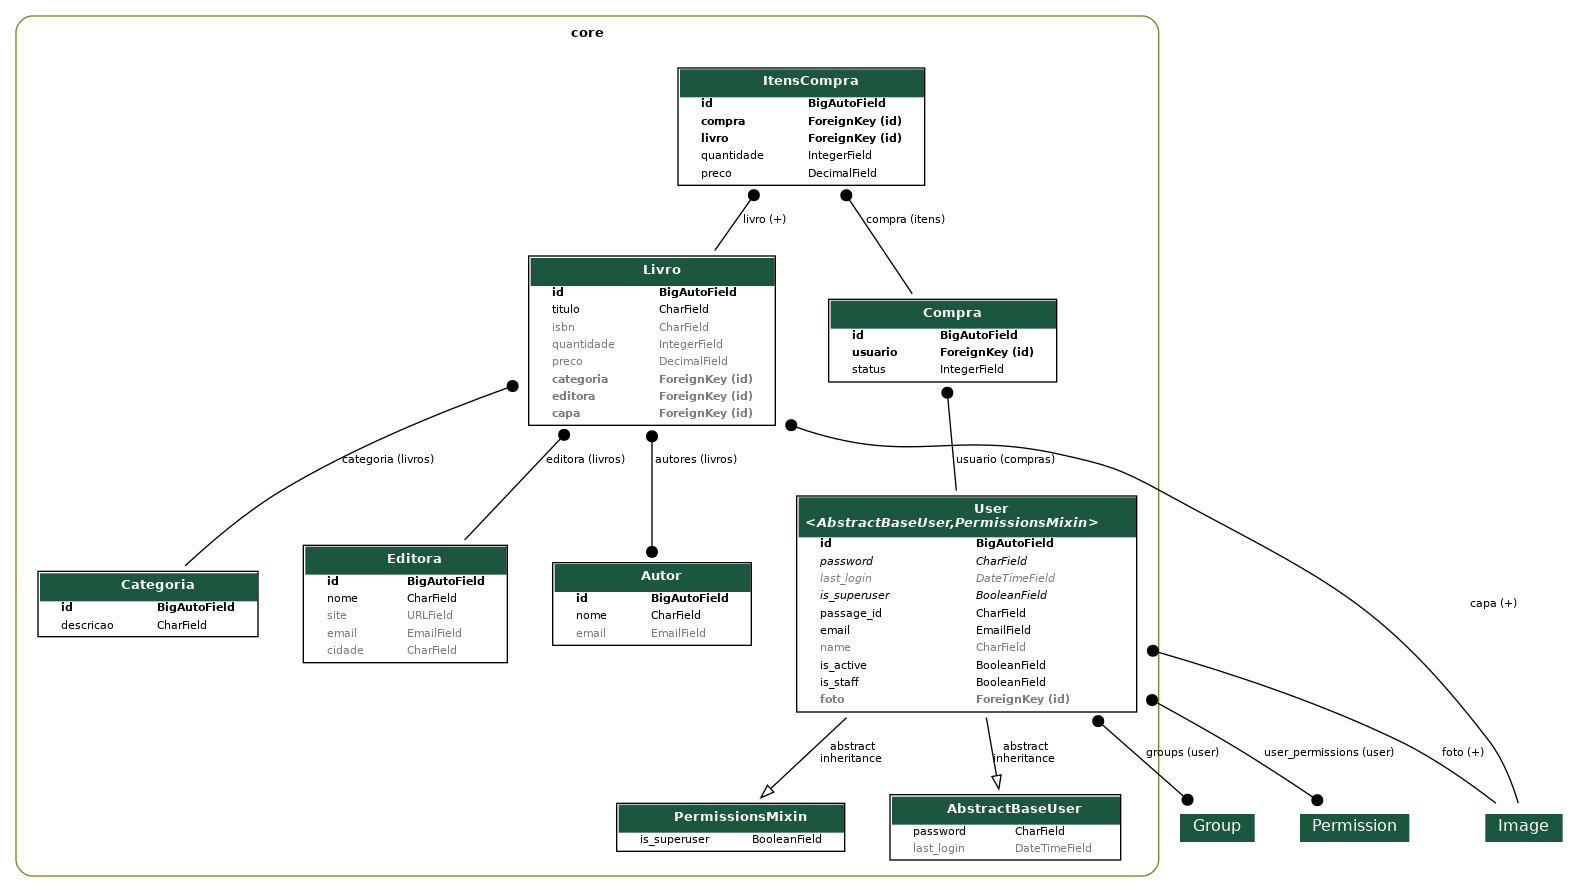 core
ItensCompra
id BigAutoField
compra ForeignKey (id)
livro ForeignKey (id)
quantidade IntegerField
preco DecimalField
livro (+)
compra (itens)
Livro
id BigAutoField
titulo CharField
isbn CharField
quantidade IntegerField
preco DecimalField
categoria ForeignKey (id)
editora ForeignKey (id)
capa ForeignKey (id)
Compra
id BigAutoField
usuario ForeignKey (id)
status IntegerField
categoria (livros)
editora (livros)
autores (livros)
usuario (compras)
capa (+)
Categoria
id BigAutoField
descricao CharField
Editora
id BigAutoField
nome CharField
site URLField
email EmailField
cidade CharField
Autor
id BigAutoField
nome CharField
email EmailField
User
<AbstractBaseUser,PermissionsMixin>
id BigAutoField
password CharField
last_login DateTimeField
is_superuser BooleanField
passage_id CharField
email EmailField
name CharField
is_active BooleanField
is_staff BooleanField
foto ForeignKey (id)
abstract
inheritance
abstract
inheritance
groups (user)
user_permissions (user)
foto (+)
PermissionsMixin
is_superuser BooleanField
AbstractBaseUser
password CharField
last_login DateTimeField
Group
Permission
Image